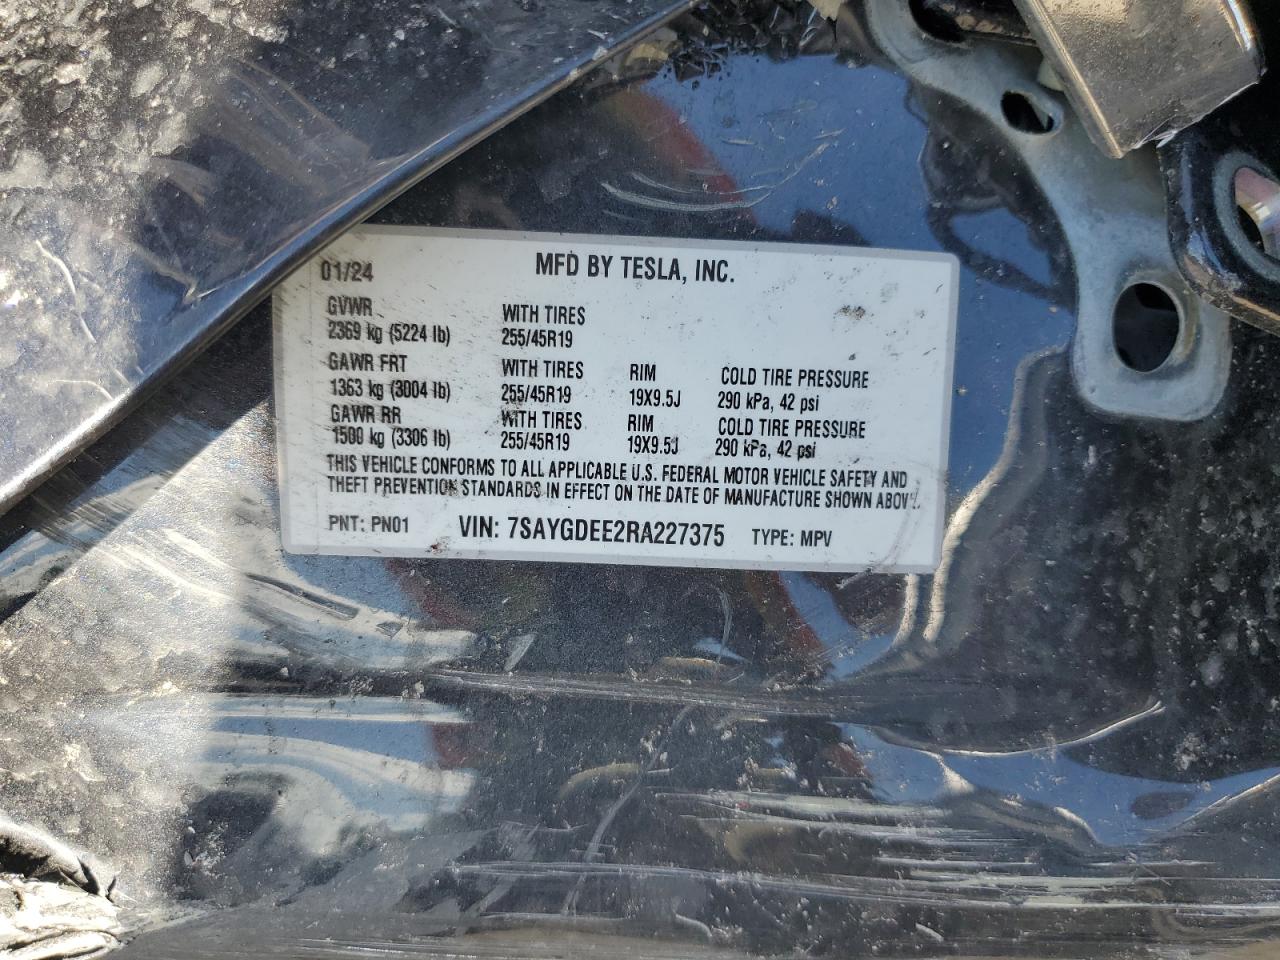 01/24 MFD BY TESLA, INC.
GVWR WITH TIRES
2369 kg (5224 lb) 255/45R19
GAWR FRT WITH TIRES RIM COLD TIRE PRESSURE
1363 kg (3004 lb) 255/45R19 19X9.5J 290 kPa, 42 psi
GAWR RR WITH TIRES RIM COLD TIRE PRESSURE
1500 kg (3306 lb) 255/45R19 19X9.5J 290 kPa, 42 psi
THIS VEHICLE CONFORMS TO ALL APPLICABLE U.S. FEDERAL MOTOR VEHICLE SAFETY AND
THEFT PREVENTION STANDARDS IN EFFECT ON THE DATE OF MANUFACTURE SHOWN ABOVE.
PNT: PN01 VIN: 7SAYGDEE2RA227375 TYPE: MPV